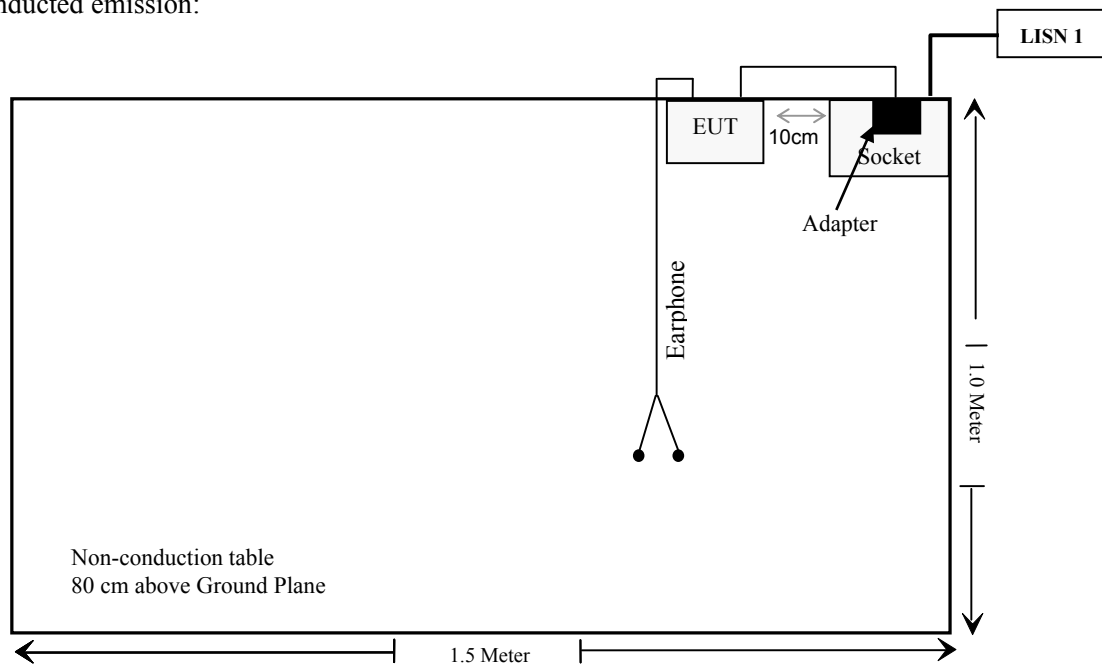 nducted emission:
LISN 1
EUT
10cm
Socket
Adapter
Earphone
1.0 Meter
Non-conduction table
80 cm above Ground Plane
1.5 Meter